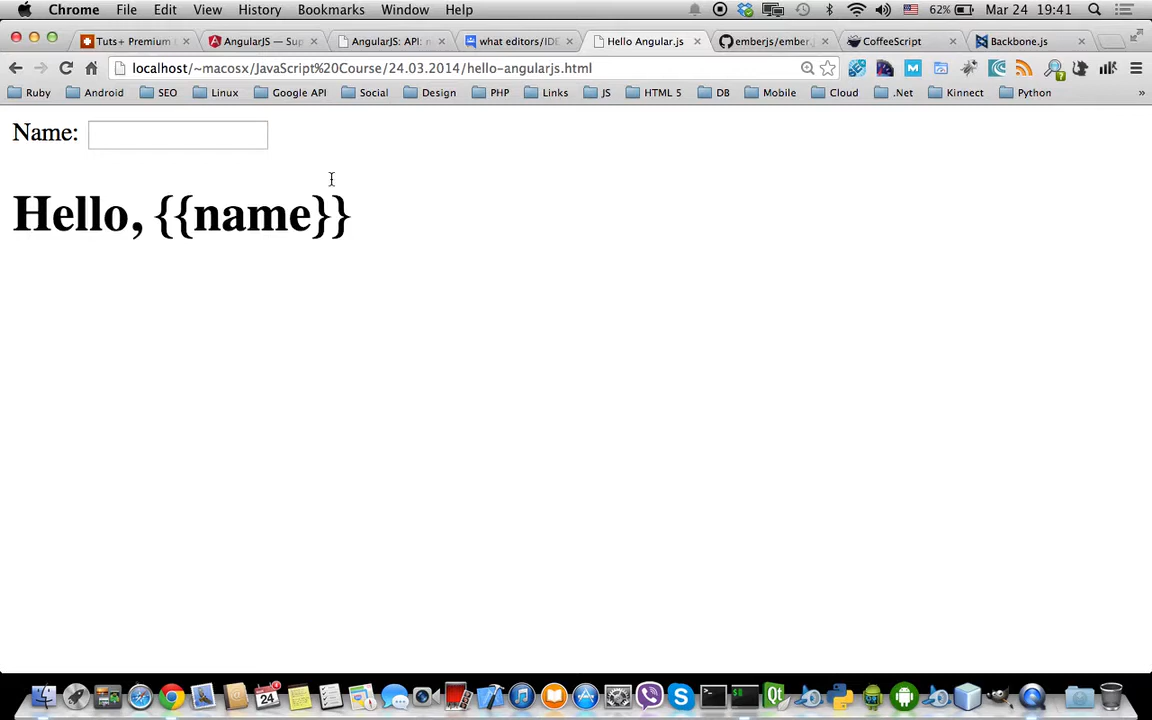 Chrome File Edit View History Bookmarks Window Help 62% Mar 24 19:41
Tuts+ Premium AngularJS — Sup AngularJS: API: what editors/IDE Hello Angular.js emberjs/ember. CoffeeScript Backbone.js
localhost/~macosx/JavaScript%20Course/24.03.2014/hello-angularjs.html
Ruby Android SEO Linux Google API Social Design PHP Links JS HTML 5 DB Mobile Cloud .Net Kinnect Python »
Name:
Hello, {{name}}